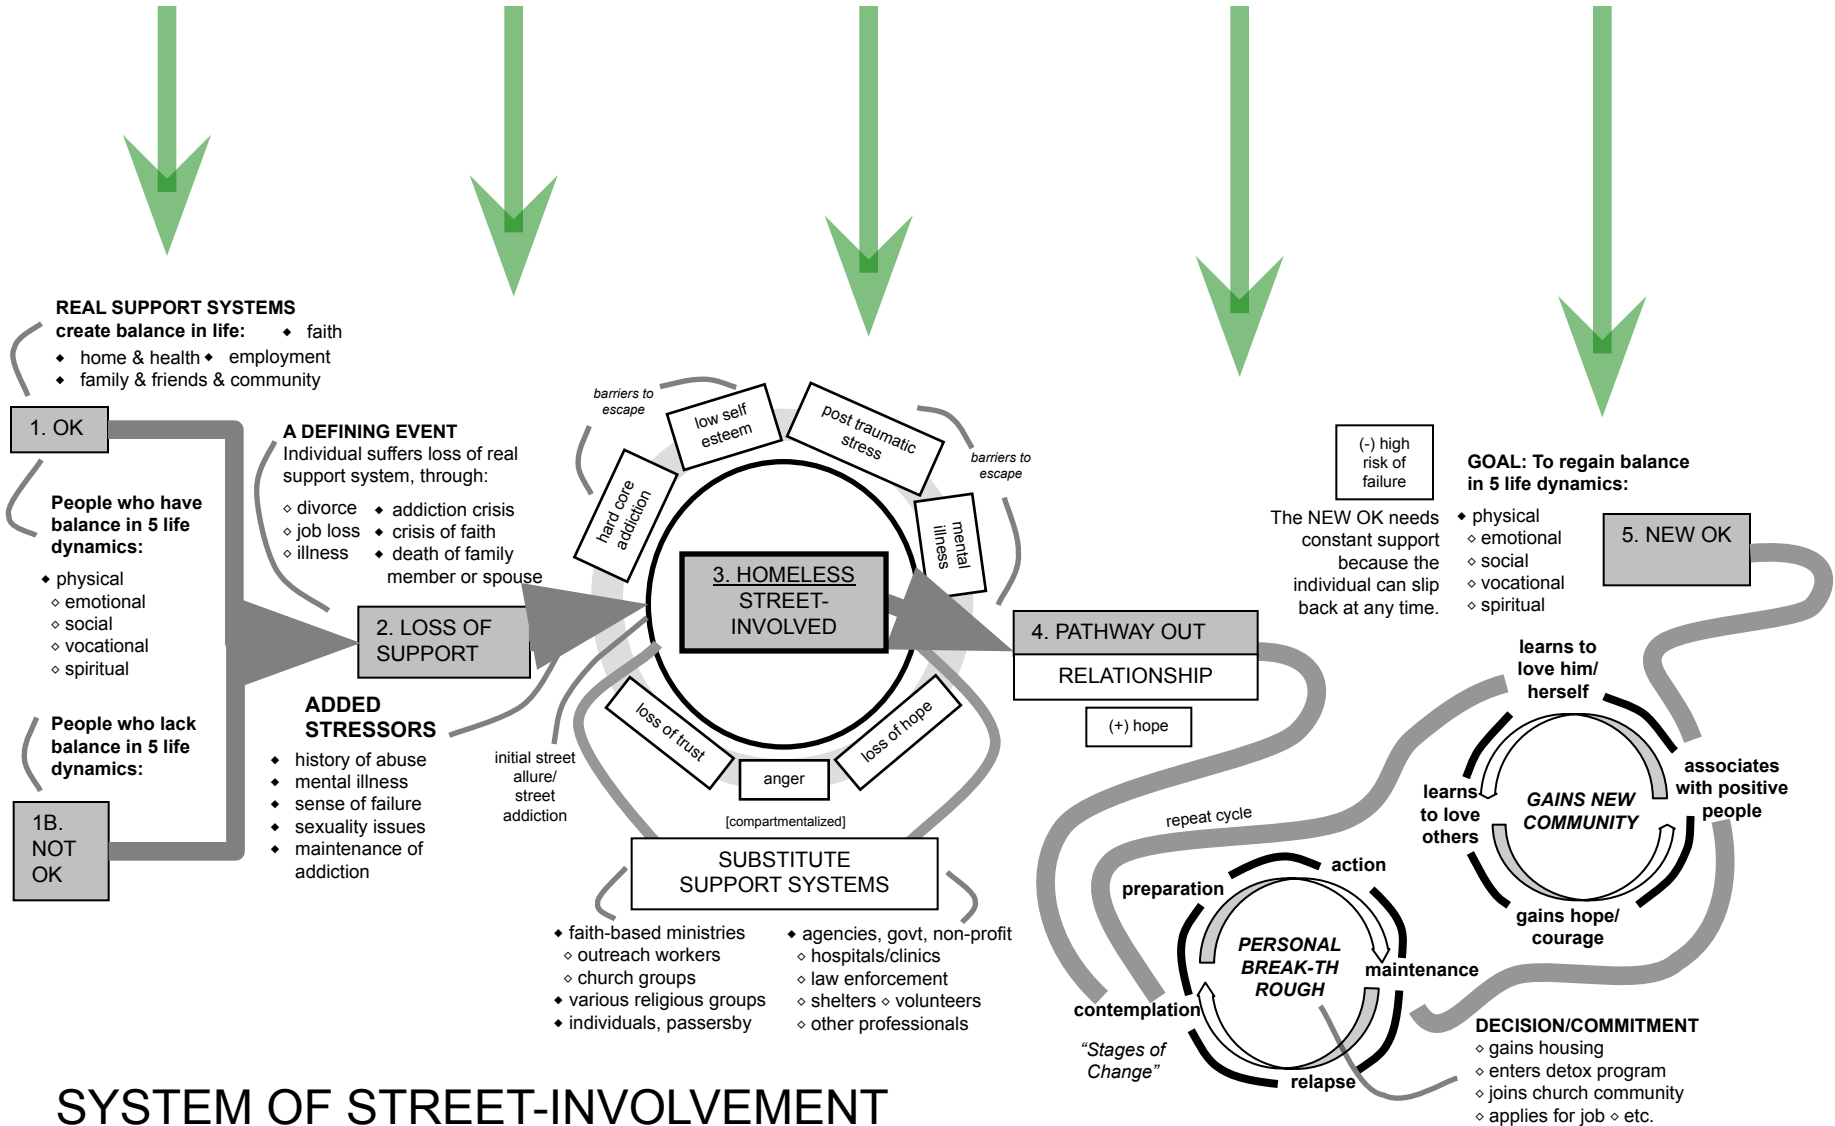 REAL SUPPORT SYSTEMS
create balance in life: ◆ faith
◆ home & health ◆ employment
◆ family & friends & community
1. OK
People who have
balance in 5 life
dynamics:
◆ physical
◇ emotional
◇ social
◇ vocational
◇ spiritual
People who lack
balance in 5 life
dynamics:
1B.
NOT
OK
A DEFINING EVENT
Individual suffers loss of real
support system, through:
◇ divorce ◆ addiction crisis
◇ job loss ◆ crisis of faith
◇ illness ◆ death of family
member or spouse
2. LOSS OF
SUPPORT
ADDED
STRESSORS
◆ history of abuse
◆ mental illness
◆ sense of failure
◆ sexuality issues
◆ maintenance of
addiction
initial street
allure/
street
addiction
barriers to
escape
hard core
addiction
low self
esteem
post traumatic
stress
mental
illness
barriers to
escape
3. HOMELESS
STREET-
INVOLVED
loss of trust
anger
loss of hope
[compartmentalized]
SUBSTITUTE
SUPPORT SYSTEMS
◆ faith-based ministries
◇ outreach workers
◇ church groups
◆ various religious groups
◆ individuals, passersby
◆ agencies, govt, non-profit
◇ hospitals/clinics
◇ law enforcement
◇ shelters ◇ volunteers
◇ other professionals
4. PATHWAY OUT
RELATIONSHIP
(+) hope
(-) high
risk of
failure
The NEW OK needs
constant support
because the
individual can slip
back at any time.
GOAL: To regain balance
in 5 life dynamics:
◆ physical
◇ emotional
◇ social
◇ vocational
◇ spiritual
5. NEW OK
learns to
love him/
herself
associates
with positive
people
learns
to love
others
GAINS NEW
COMMUNITY
gains hope/
courage
repeat cycle
action
preparation
PERSONAL
BREAK-TH
ROUGH
maintenance
contemplation
"Stages of
Change"
relapse
DECISION/COMMITMENT
◇ gains housing
◇ enters detox program
◇ joins church community
◇ applies for job ◇ etc.
SYSTEM OF STREET-INVOLVEMENT